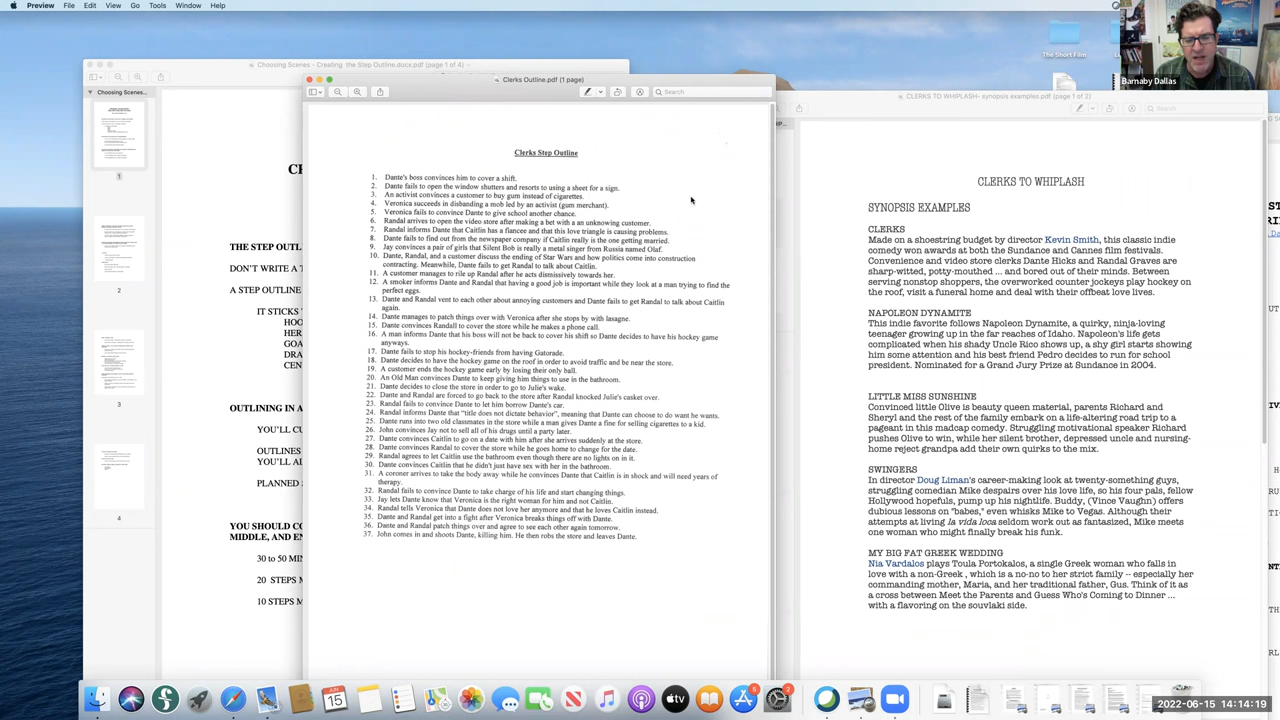 Preview File Edit View Go Tools Window Help
The Short Film
Barnaby Dallas
Choosing Scenes - Creating the Step Outline.docx.pdf (page 1 of 4)
Choosing Scenes...
1
2
3
4
THE STEP OUTL
DON'T WRITE A T
A STEP OUTLINE
IT STICKS
HOO
HER
GOA
DRA
CEN
OUTLINING IN A
YOU'LL CU
OUTLINES
YOU'LL AL
PLANNED
YOU SHOULD CO
MIDDLE, AND EN
30 to 50 MIN
20 STEPS M
10 STEPS M
Clerks Outline.pdf (1 page)
Search
Clerks Step Outline
1. Dante's boss convinces him to cover a shift.
2. Dante fails to open the window shutters and resorts to using a sheet for a sign.
3. An activist convinces a customer to buy gum instead of cigarettes.
4. Veronica succeeds in disbanding a mob led by an activist (gum merchant).
5. Veronica fails to convince Dante to give school another chance.
6. Randal arrives to open the video store after making a bet with a an unknowing customer.
7. Randal informs Dante that Caitlin has a fiancee and that this love triangle is causing problems.
8. Dante fails to find out from the newspaper company if Caitlin really is the one getting married.
9. Jay convinces a pair of girls that Silent Bob is really a metal singer from Russia named Olaf.
10. Dante, Randal, and a customer discuss the ending of Star Wars and how politics come into construction
contracting. Meanwhile, Dante fails to get Randal to talk about Caitlin.
11. A customer manages to rile up Randal after he acts dismissively towards her.
12. A smoker informs Dante and Randal that having a good job is important while they look at a man trying to find the
perfect eggs.
13. Dante and Randal vent to each other about annoying customers and Dante fails to get Randal to talk about Caitlin
again.
14. Dante manages to patch things over with Veronica after she stops by with lasagne.
15. Dante convinces Randall to cover the store while he makes a phone call.
16. A man informs Dante that his boss will not be back to cover his shift so Dante decides to have his hockey game
anyways.
17. Dante fails to stop his hockey-friends from having Gatorade.
18. Dante decides to have the hockey game on the roof in order to avoid traffic and be near the store.
19. A customer ends the hockey game early by losing their only ball.
20. An Old Man convinces Dante to keep giving him things to use in the bathroom.
21. Dante decides to close the store in order to go to Julie's wake.
22. Dante and Randal are forced to go back to the store after Randal knocked Julie's casket over.
23. Randal fails to convince Dante to let him borrow Dante's car.
24. Randal informs Dante that "title does not dictate behavior", meaning that Dante can choose to do want he wants.
25. Dante runs into two old classmates in the store while a man gives Dante a fine for selling cigarettes to a kid.
26. John convinces Jay not to sell all of his drugs until a party later.
27. Dante convinces Caitlin to go on a date with him after she arrives suddenly at the store.
28. Dante convinces Randal to cover the store while he goes home to change for the date.
29. Randal agrees to let Caitlin use the bathroom even though there are no lights on in it.
30. Dante convinces Caitlin that he didn't just have sex with her in the bathroom.
31. A coroner arrives to take the body away while he convinces Dante that Caitlin is in shock and will need years of
therapy.
32. Randal fails to convince Dante to take charge of his life and start changing things.
33. Jay lets Dante know that Veronica is the right woman for him and not Caitlin.
34. Randal tells Veronica that Dante does not love her anymore and that he loves Caitlin instead.
35. Dante and Randal get into a fight after Veronica breaks things off with Dante.
36. Dante and Randal patch things over and agree to see each other again tomorrow.
37. John comes in and shoots Dante, killing him. He then robs the store and leaves Dante.
CLERKS TO WHIPLASH- synopsis examples.pdf (page 1 of 2)
Search
CLERKS TO WHIPLASH
SYNOPSIS EXAMPLES
CLERKS
Made on a shoestring budget by director Kevin Smith, this classic indie
comedy won awards at both the Sundance and Cannes film festivals.
Convenience and video store clerks Dante Hicks and Randal Graves are
sharp-witted, potty-mouthed ... and bored out of their minds. Between
serving nonstop shoppers, the overworked counter jockeys play hockey on
the roof, visit a funeral home and deal with their offbeat love lives.
NAPOLEON DYNAMITE
This indie favorite follows Napoleon Dynamite, a quirky, ninja-loving
teenager growing up in the far reaches of Idaho. Napoleon's life gets
complicated when his shady Uncle Rico shows up, a shy girl starts showing
him some attention and his best friend Pedro decides to run for school
president. Nominated for a Grand Jury Prize at Sundance in 2004.
LITTLE MISS SUNSHINE
Convinced little Olive is beauty queen material, parents Richard and
Sheryl and the rest of the family embark on a life-altering road trip to a
pageant in this madcap comedy. Struggling motivational speaker Richard
pushes Olive to win, while her silent brother, depressed uncle and nursing-
home reject grandpa add their own quirks to the mix.
SWINGERS
In director Doug Liman's career-making look at twenty-something guys,
struggling comedian Mike despairs over his love life, so his four pals, fellow
Hollywood hopefuls, pump up his nightlife. Buddy, (Vince Vaughn) offers
dubious lessons on "babes," even whisks Mike to Vegas. Although their
attempts at living la vida loca seldom work out as fantasized, Mike meets
one woman who might finally break his funk.
MY BIG FAT GREEK WEDDING
Nia Vardalos plays Toula Portokalos, a single Greek woman who falls in
love with a non-Greek , which is a no-no to her strict family -- especially her
commanding mother, Maria, and her traditional father, Gus. Think of it as
a cross between Meet the Parents and Guess Who's Coming to Dinner ...
with a flavoring on the souvlaki side.
2022-06-15 14:14:19